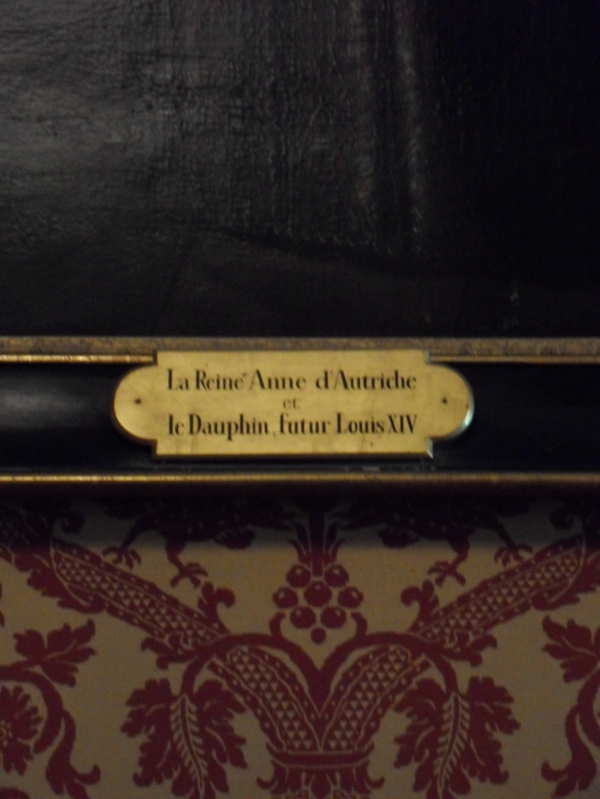 La Reine Anne d'Autriche
et
le Dauphin, futur Louis XIV